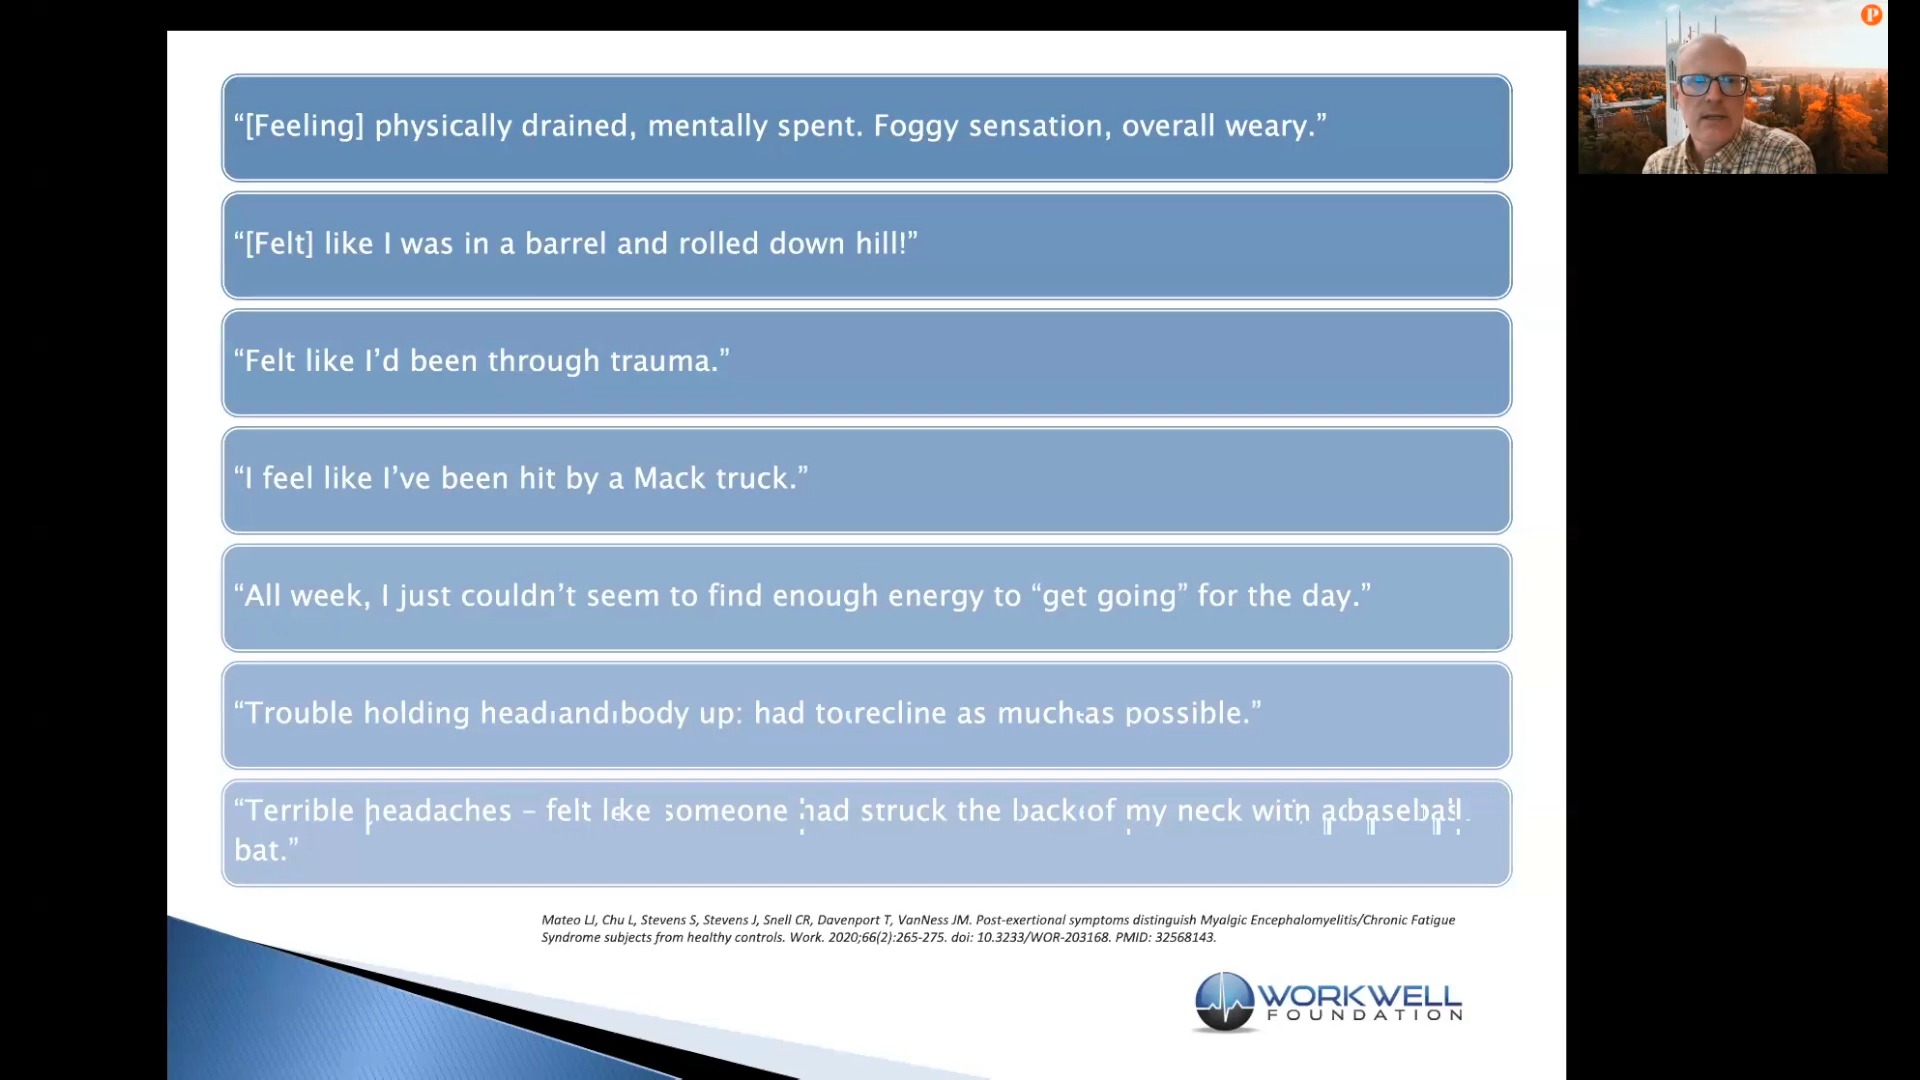 “[Feeling] physically drained, mentally spent. Foggy sensation, overall weary.”
“[Felt] like I was in a barrel and rolled down hill!”
“Felt like I’d been through trauma.”
“I feel like I’ve been hit by a Mack truck.”
“All week, I just couldn’t seem to find enough energy to “get going” for the day.”
“Trouble holding head and body up: had to recline as much as possible.”
“Terrible headaches – felt like someone had struck the back of my neck with a baseball
bat.”
Mateo LJ, Chu L, Stevens S, Stevens J, Snell CR, Davenport T, VanNess JM. Post-exertional symptoms distinguish Myalgic Encephalomyelitis/Chronic Fatigue
Syndrome subjects from healthy controls. Work. 2020;66(2):265-275. doi: 10.3233/WOR-203168. PMID: 32568143.
WORKWELL
FOUNDATION
P